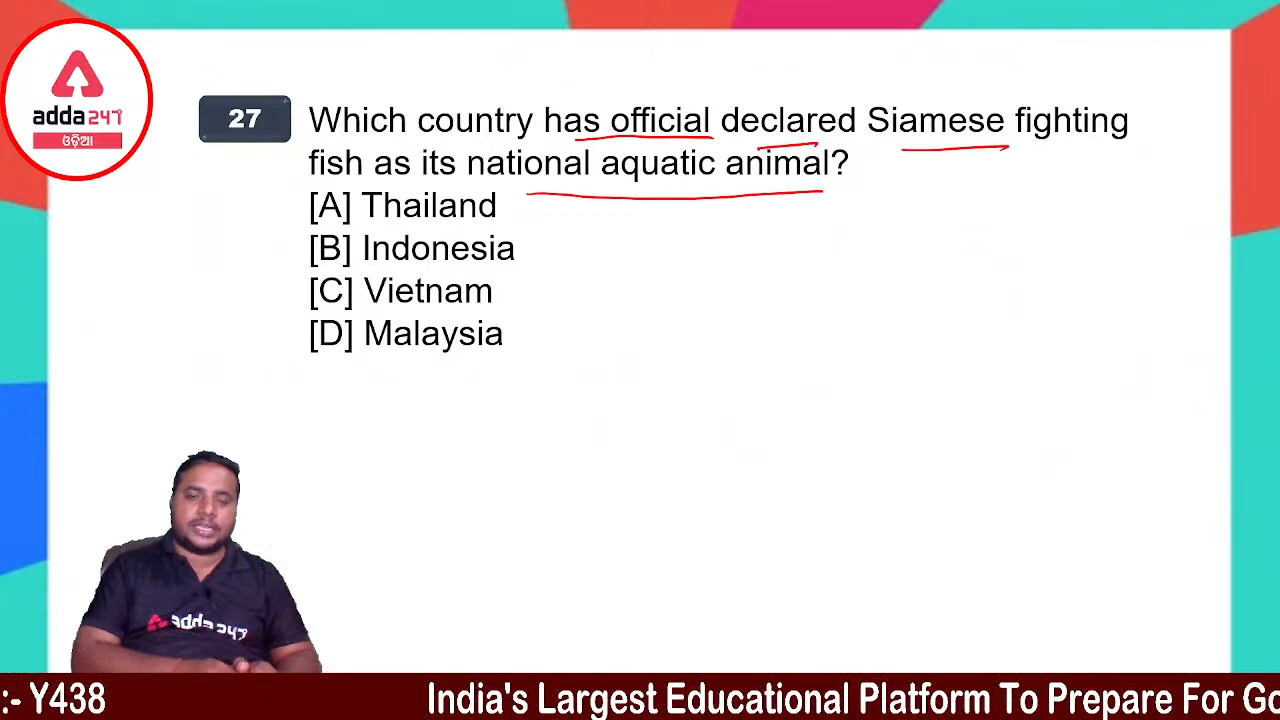 adda247
ଓଡ଼ିଆ
27
Which country has official declared Siamese fighting
fish as its national aquatic animal?
[A] Thailand
[B] Indonesia
[C] Vietnam
[D] Malaysia
adda247
:- Y438 India's Largest Educational Platform To Prepare For Go